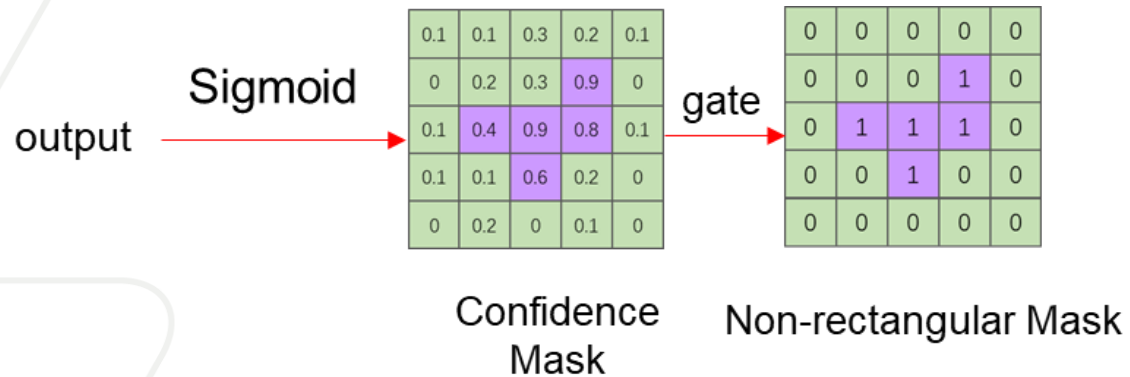 Sigmoid
output
0.1 0.1 0.3 0.2 0.1
0 0.2 0.3 0.9 0
0.1 0.4 0.9 0.8 0.1
0.1 0.1 0.6 0.2 0
0 0.2 0 0.1 0
Confidence
Mask
gate
0 0 0 0 0
0 0 0 1 0
0 1 1 1 0
0 0 1 0 0
0 0 0 0 0
Non-rectangular Mask